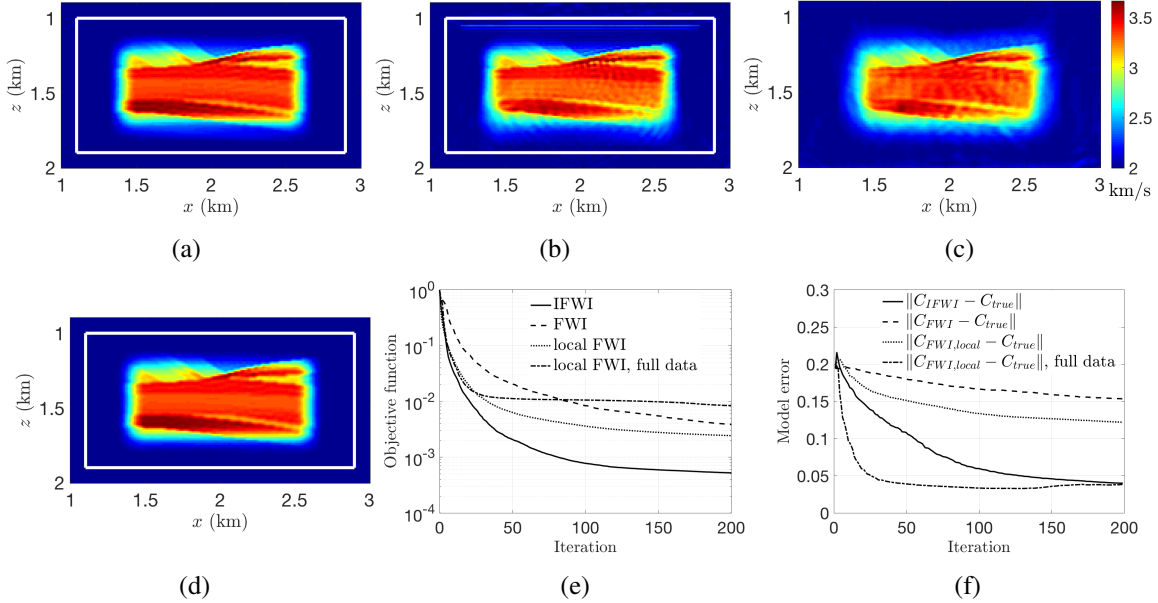 1
1.5
2
z (km)
1
1.5
2
2.5
3
x (km)
(a)
1
1.5
2
z (km)
1
1.5
2
2.5
3
x (km)
(b)
1
1.5
2
z (km)
1
1.5
2
2.5
3
x (km)
(c)
3.5
3
2.5
2
km/s
1
1.5
2
z (km)
1
1.5
2
2.5
3
x (km)
(d)
10^0
10^-1
10^-2
10^-3
10^-4
Objective function
IFWI
FWI
local FWI
local FWI, full data
0
50
100
150
200
Iteration
(e)
0.3
0.25
0.2
0.15
0.1
0.05
0
Model error
‖C_IFWI − C_true‖
‖C_FWI − C_true‖
‖C_FWI,local − C_true‖
‖C_FWI,local − C_true‖, full data
0
50
100
150
200
Iteration
(f)